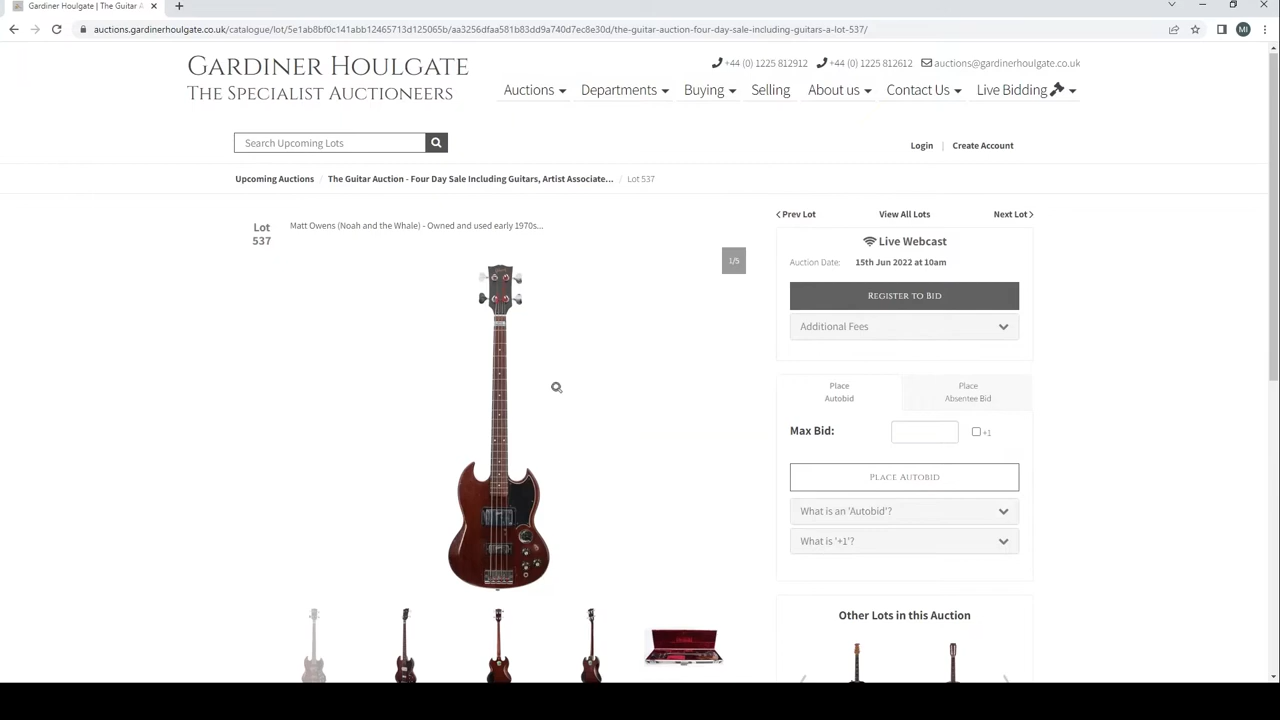 Gardiner Houlgate | The Guitar A
auctions.gardinerhoulgate.co.uk/catalogue/lot/5e1ab8bf0c141abb12465713d125065b/aa3256dfaa581b83dd9a740d7ec8e30d/the-guitar-auction-four-day-sale-including-guitars-a-lot-537/
MI
GARDINER HOULGATE
THE SPECIALIST AUCTIONEERS
+44 (0) 1225 812912 +44 (0) 1225 812612 auctions@gardinerhoulgate.co.uk
Auctions Departments Buying Selling About us Contact Us Live Bidding
Search Upcoming Lots
Login | Create Account
Upcoming Auctions / The Guitar Auction - Four Day Sale Including Guitars, Artist Associate... / Lot 537
Lot
537
Matt Owens (Noah and the Whale) - Owned and used early 1970s...
1/5
Prev Lot View All Lots Next Lot
Live Webcast
Auction Date: 15th Jun 2022 at 10am
REGISTER TO BID
Additional Fees
Place
Autobid
Place
Absentee Bid
Max Bid: +1
PLACE AUTOBID
What is an 'Autobid'?
What is '+1'?
Other Lots in this Auction